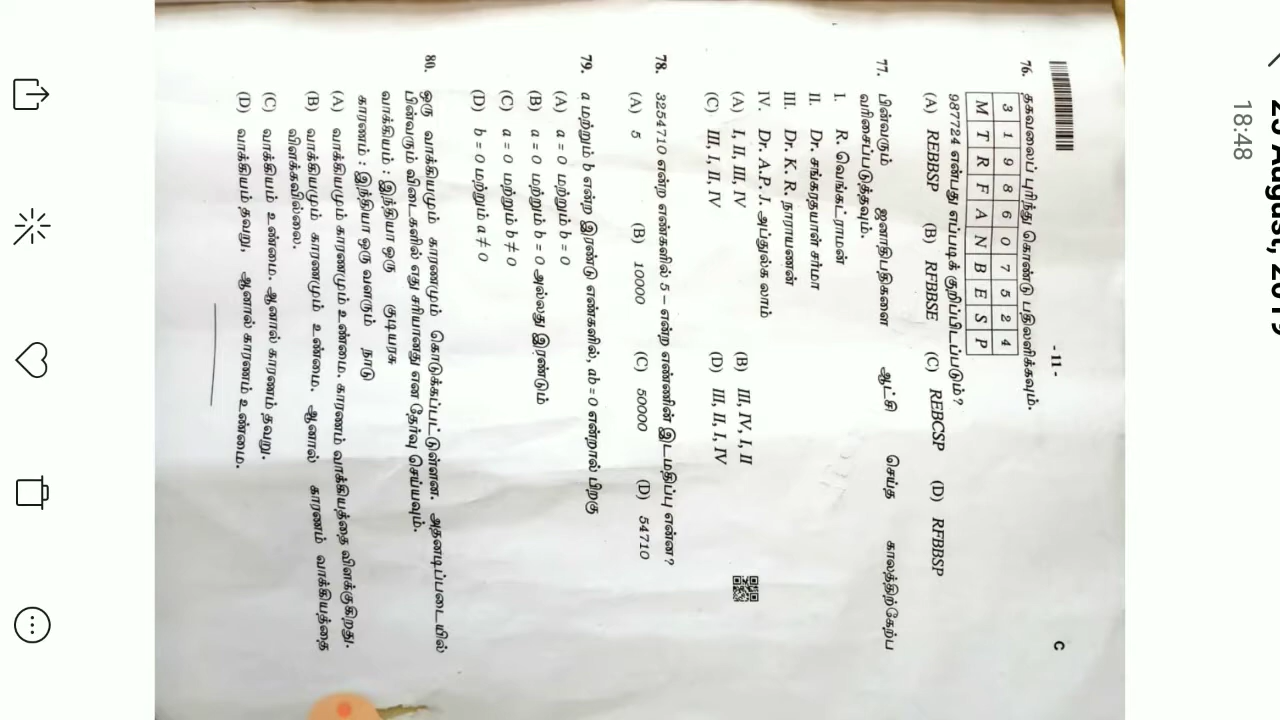 25 August, 2019
18:48
- 11 -
C
76. தகவலைப் புரிந்து கொண்டு பதிலளிக்கவும்.
3 1 9 8 6 0 7 5 2 4
M T R F A N B E S P
987724 என்பது எப்படிக் குறிப்பிடப்படும்?
(A) REBBSP (B) RFBBSE (C) REBCSP (D) RFBBSP
77. பின்வரும் ஜனாதிபதிகளை ஆட்சி செய்த காலத்திற்கேற்ப
வரிசைப்படுத்தவும்.
I. R. வெங்கட்ராமன்
II. Dr. சங்கரதயாள் சர்மா
III. Dr. K. R. நாராயணன்
IV. Dr. A.P. J. அப்துல்க லாம்
(A) I, II, III, IV (B) III, IV, I, II
(C) III, I, II, IV (D) III, II, I, IV
78. 3254710 என்ற எண்களில் 5 – என்ற எண்ணின் இடமதிப்பு என்ன?
(A) 5 (B) 10000 (C) 50000 (D) 54710
79. a மற்றும் b என்ற இரண்டு எண்களில், ab = 0 என்றால் பிறகு
(A) a = 0 மற்றும் b = 0
(B) a = 0 மற்றும் b = 0 அல்லது இரண்டும்
(C) a = 0 மற்றும் b ≠ 0
(D) b = 0 மற்றும் a ≠ 0
80. ஒரு வாக்கியமும் காரணமும் கொடுக்கப்பட்டுள்ளன. அதனடிப்படையில்
பின்வரும் விடைகளில் எது சரியானது என தேர்வு செய்யவும்.
வாக்கியம் : இந்தியா ஒரு குடியரசு
காரணம் : இந்தியா ஒரு வளரும் நாடு
(A) வாக்கியமும் காரணமும் உண்மை. காரணம் வாக்கியத்தை விளக்குகிறது.
(B) வாக்கியமும் காரணமும் உண்மை. ஆனால் காரணம் வாக்கியத்தை
விளக்கவில்லை.
(C) வாக்கியம் உண்மை. ஆனால் காரணம் தவறு.
(D) வாக்கியம் தவறு, ஆனால் காரணம் உண்மை.